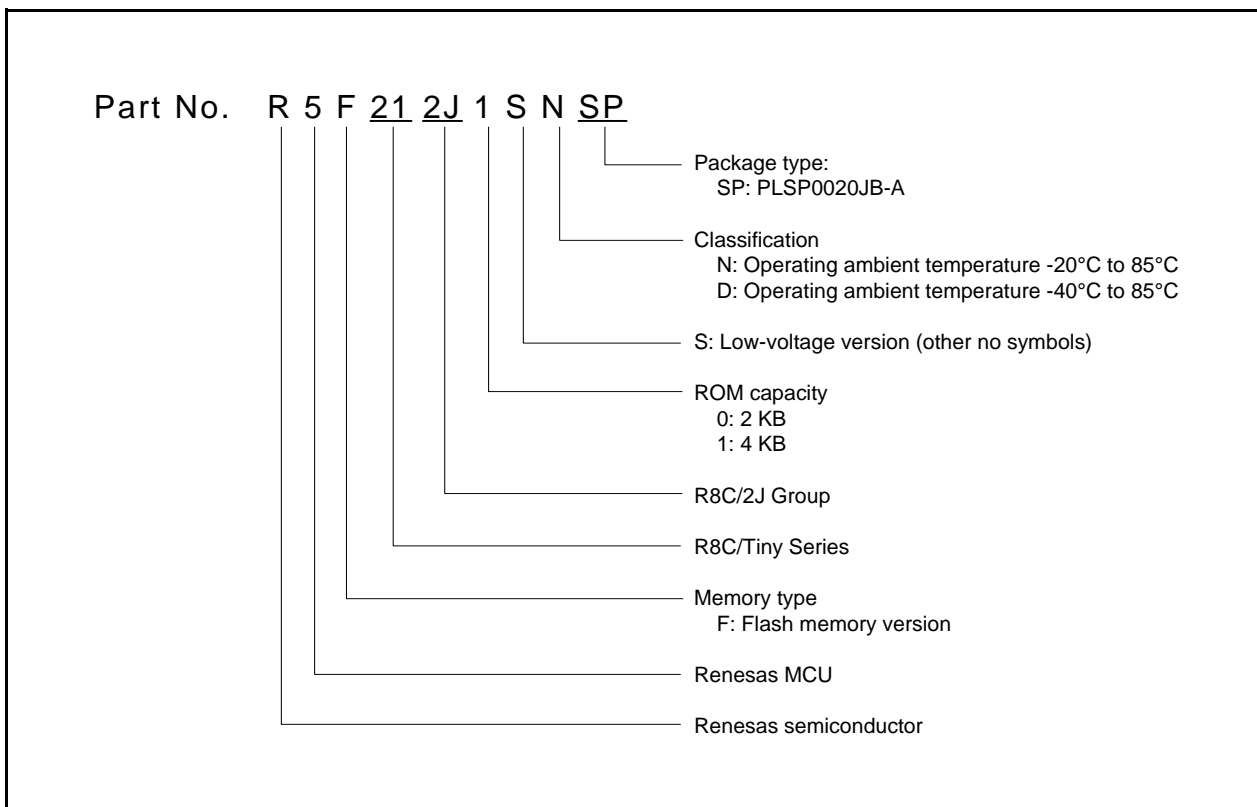 Part No. R 5 F 21 2J 1 S N SP
Package type:
SP: PLSP0020JB-A
Classification
N: Operating ambient temperature -20°C to 85°C
D: Operating ambient temperature -40°C to 85°C
S: Low-voltage version (other no symbols)
ROM capacity
0: 2 KB
1: 4 KB
R8C/2J Group
R8C/Tiny Series
Memory type
F: Flash memory version
Renesas MCU
Renesas semiconductor